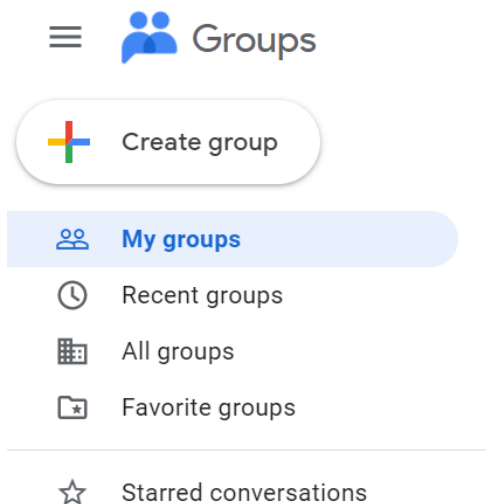 Groups
Create group
My groups
Recent groups
All groups
Favorite groups
Starred conversations